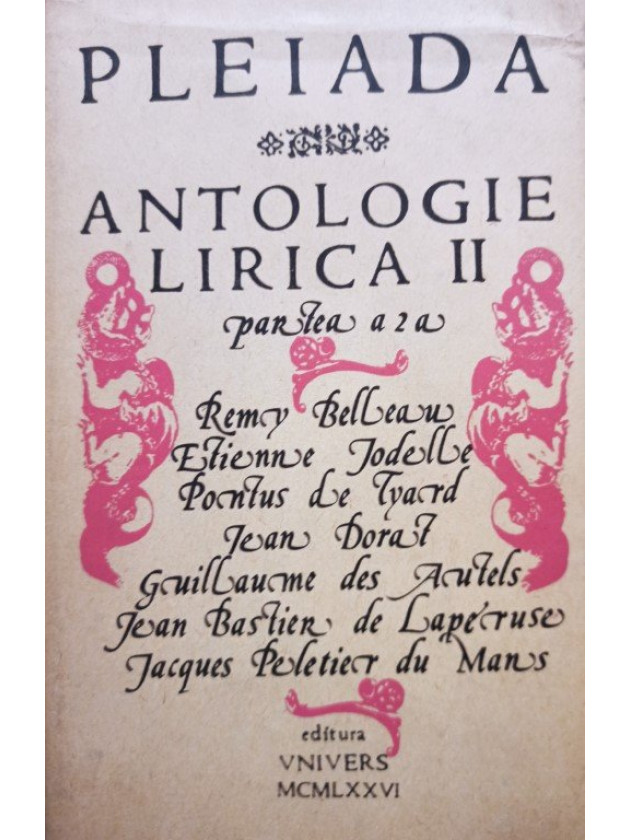 PLEIADA
ANTOLOGIE
LIRICA II
partea a 2 a
Remy Belleau
Etienne Jodelle
Pontus de Tyard
Jean Dorat
Guillaume des Autels
Jean Bastier de Lapéruse
Jacques Peletier du Mans
editura
VNIVERS
MCMLXXVI